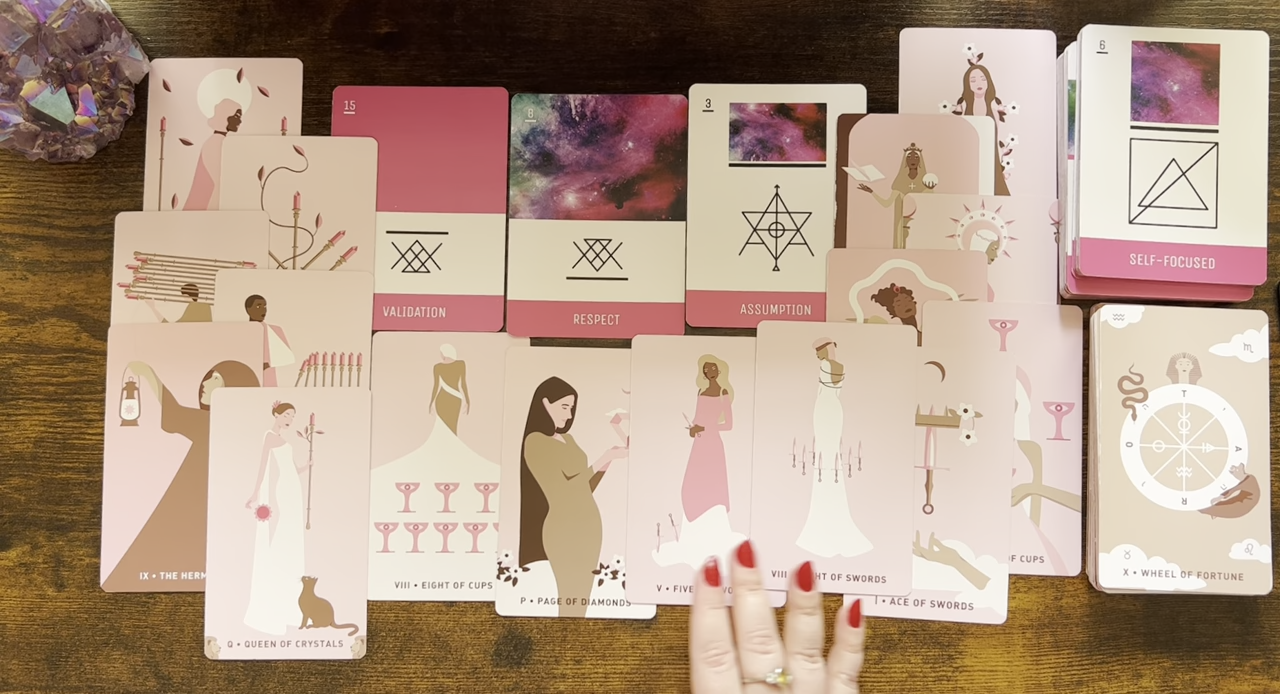 15
VALIDATION
8
RESPECT
3
ASSUMPTION
6
SELF-FOCUSED
IX • THE HERM
Q • QUEEN OF CRYSTALS
VIII • EIGHT OF CUPS
P • PAGE OF DIAMONDS
V • FIVE
VIII
HT OF SWORDS
I • ACE OF SWORDS
OF CUPS
T
A
R
O
X • WHEEL OF FORTUNE